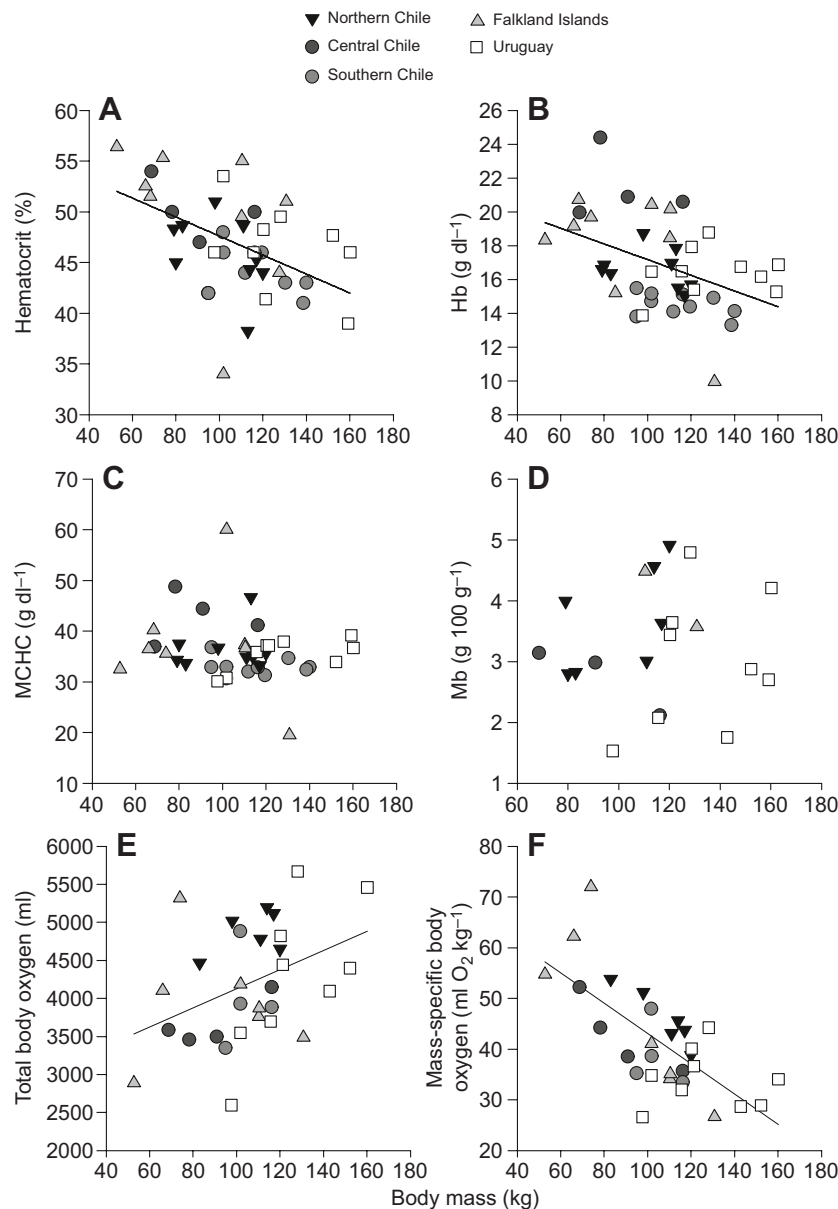 Northern Chile
Central Chile
Southern Chile
Falkland Islands
Uruguay
A
Hematocrit (%)
60
55
50
45
40
35
30
40 60 80 100 120 140 160 180
B
Hb (g dl–1)
26
24
22
20
18
16
14
12
10
8
40 60 80 100 120 140 160 180
C
MCHC (g dl–1)
70
60
50
40
30
20
10
40 60 80 100 120 140 160 180
D
Mb (g 100 g–1)
6
5
4
3
2
1
60 80 100 120 140 160 180
E
Total body oxygen (ml)
6000
5500
5000
4500
4000
3500
3000
2500
2000
40 60 80 100 120 140 160 180
F
Mass-specific body
oxygen (ml O2 kg–1)
80
70
60
50
40
30
20
40 60 80 100 120 140 160 180
Body mass (kg)